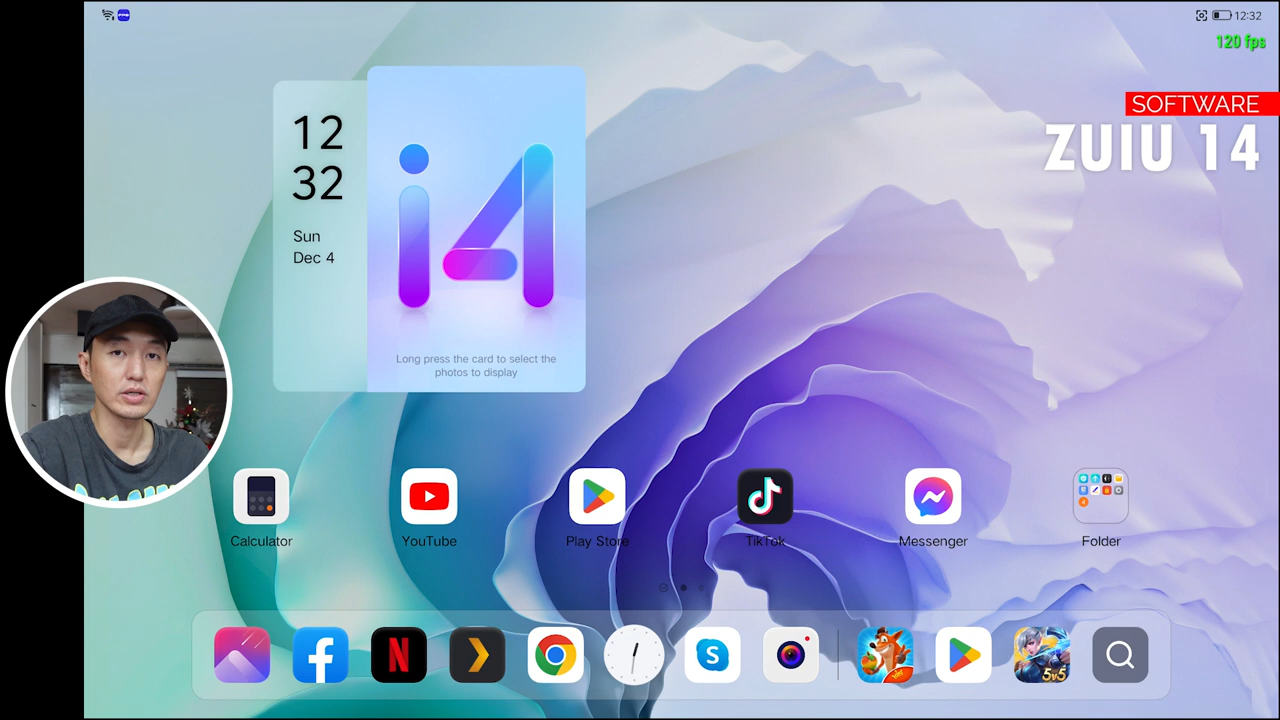 12:32
120 fps
SOFTWARE
ZUIU 14
12
32
Sun
Dec 4
i4
Long press the card to select the
photos to display
Calculator
YouTube
Play Store
TikTok
Messenger
Folder
N
S
5v5